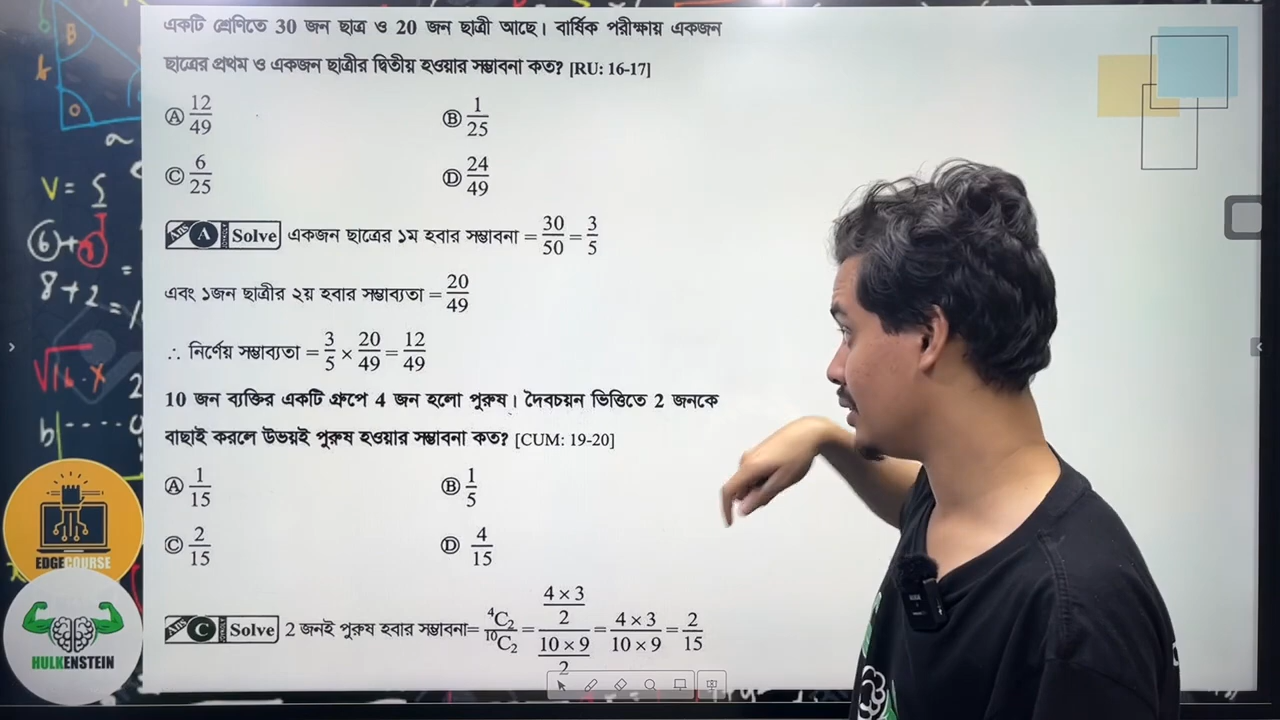 একটি শ্রেণিতে 30 জন ছাত্র ও 20 জন ছাত্রী আছে। বার্ষিক পরীক্ষায় একজন
ছাত্রের প্রথম ও একজন ছাত্রীর দ্বিতীয় হওয়ার সম্ভাবনা কত? [RU: 16-17]
Ⓐ 12/49 Ⓑ 1/25
Ⓒ 6/25 Ⓓ 24/49
Ans A Solve একজন ছাত্রের ১ম হবার সম্ভাবনা = 30/50 = 3/5
এবং ১জন ছাত্রীর ২য় হবার সম্ভাব্যতা = 20/49
∴ নির্ণেয় সম্ভাব্যতা = 3/5 × 20/49 = 12/49
10 জন ব্যক্তির একটি গ্রুপে 4 জন হলো পুরুষ। দৈবচয়ন ভিত্তিতে 2 জনকে
বাছাই করলে উভয়ই পুরুষ হওয়ার সম্ভাবনা কত? [CUM: 19-20]
Ⓐ 1/15 Ⓑ 1/5
Ⓒ 2/15 Ⓓ 4/15
Ans C Solve 2 জনই পুরুষ হবার সম্ভাবনা = ⁴C₂/¹⁰C₂ = (4 × 3/2)/(10 × 9/2) = 4 × 3/10 × 9 = 2/15
V =
8 + 2 =
EDGECOURSE
HULKENSTEIN